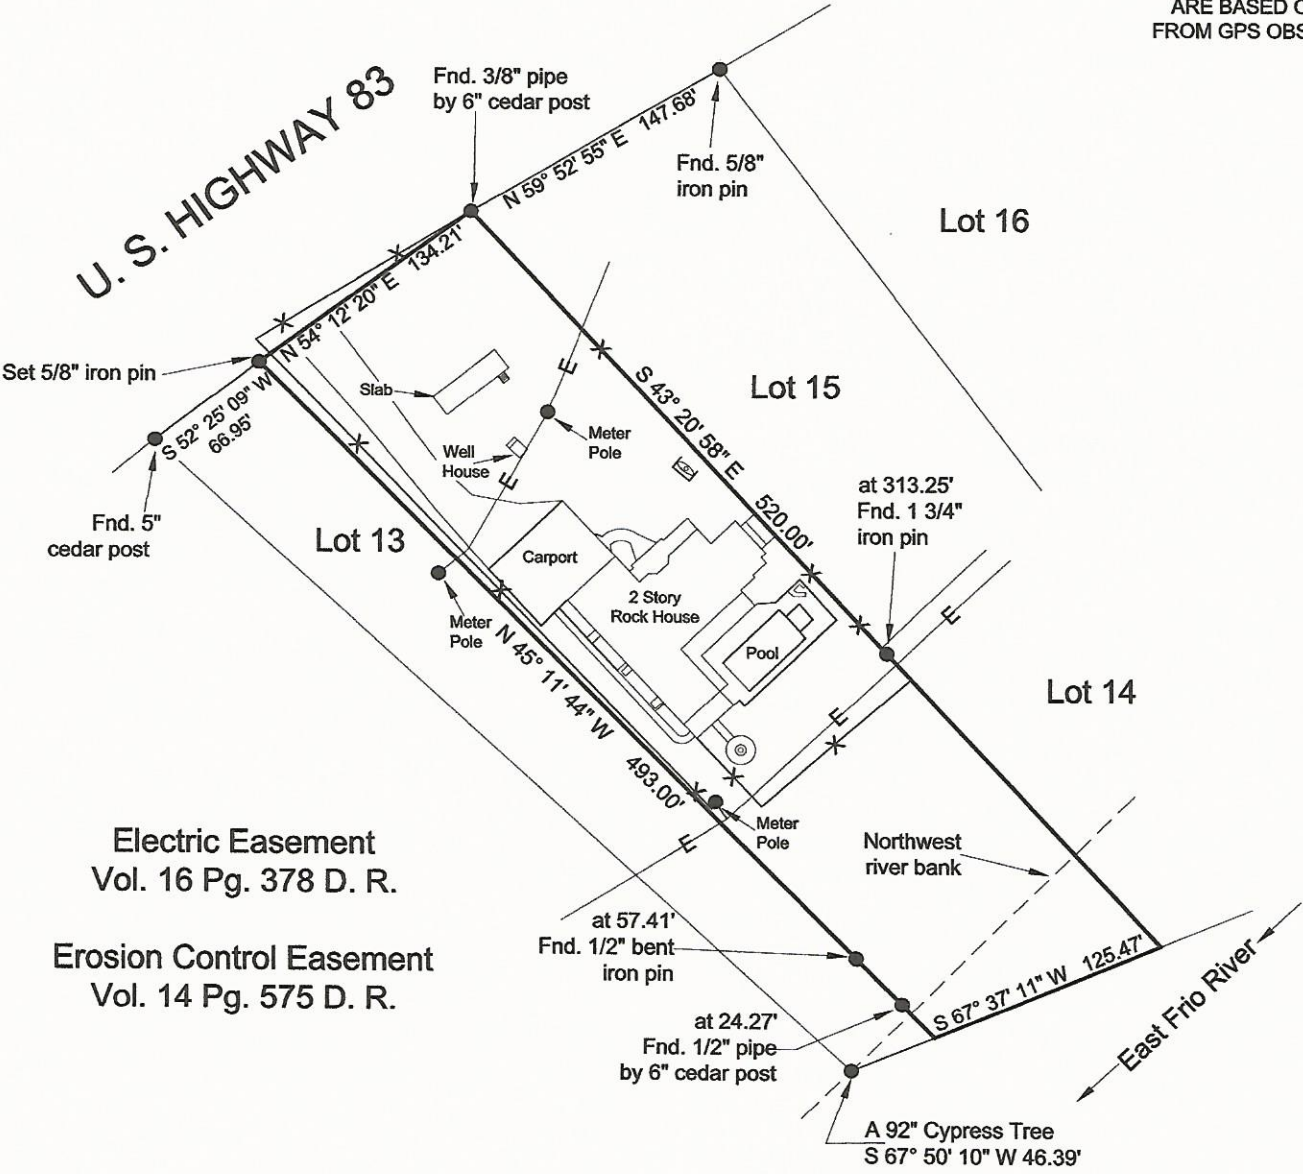 ARE BASED O
FROM GPS OBS
U. S. HIGHWAY 83
Fnd. 3/8" pipe
by 6" cedar post
N 59° 52' 55" E 147.68'
Fnd. 5/8"
iron pin
Lot 16
N 54° 12' 20" E 134.21'
Set 5/8" iron pin
S 52° 25' 09" W
66.95'
Fnd. 5"
cedar post
Slab
E
Meter
Pole
Well
House
E
S 43° 20' 58" E 520.00'
Lot 15
at 313.25'
Fnd. 1 3/4"
iron pin
Lot 13
Carport
2 Story
Rock House
Pool
Meter
Pole
N 45° 11' 44" W 493.00'
E
E
Lot 14
Meter
Pole
E
Northwest
river bank
Electric Easement
Vol. 16 Pg. 378 D. R.
Erosion Control Easement
Vol. 14 Pg. 575 D. R.
at 57.41'
Fnd. 1/2" bent
iron pin
at 24.27'
Fnd. 1/2" pipe
by 6" cedar post
S 67° 37' 11" W 125.47'
East Frio River
A 92" Cypress Tree
S 67° 50' 10" W 46.39'